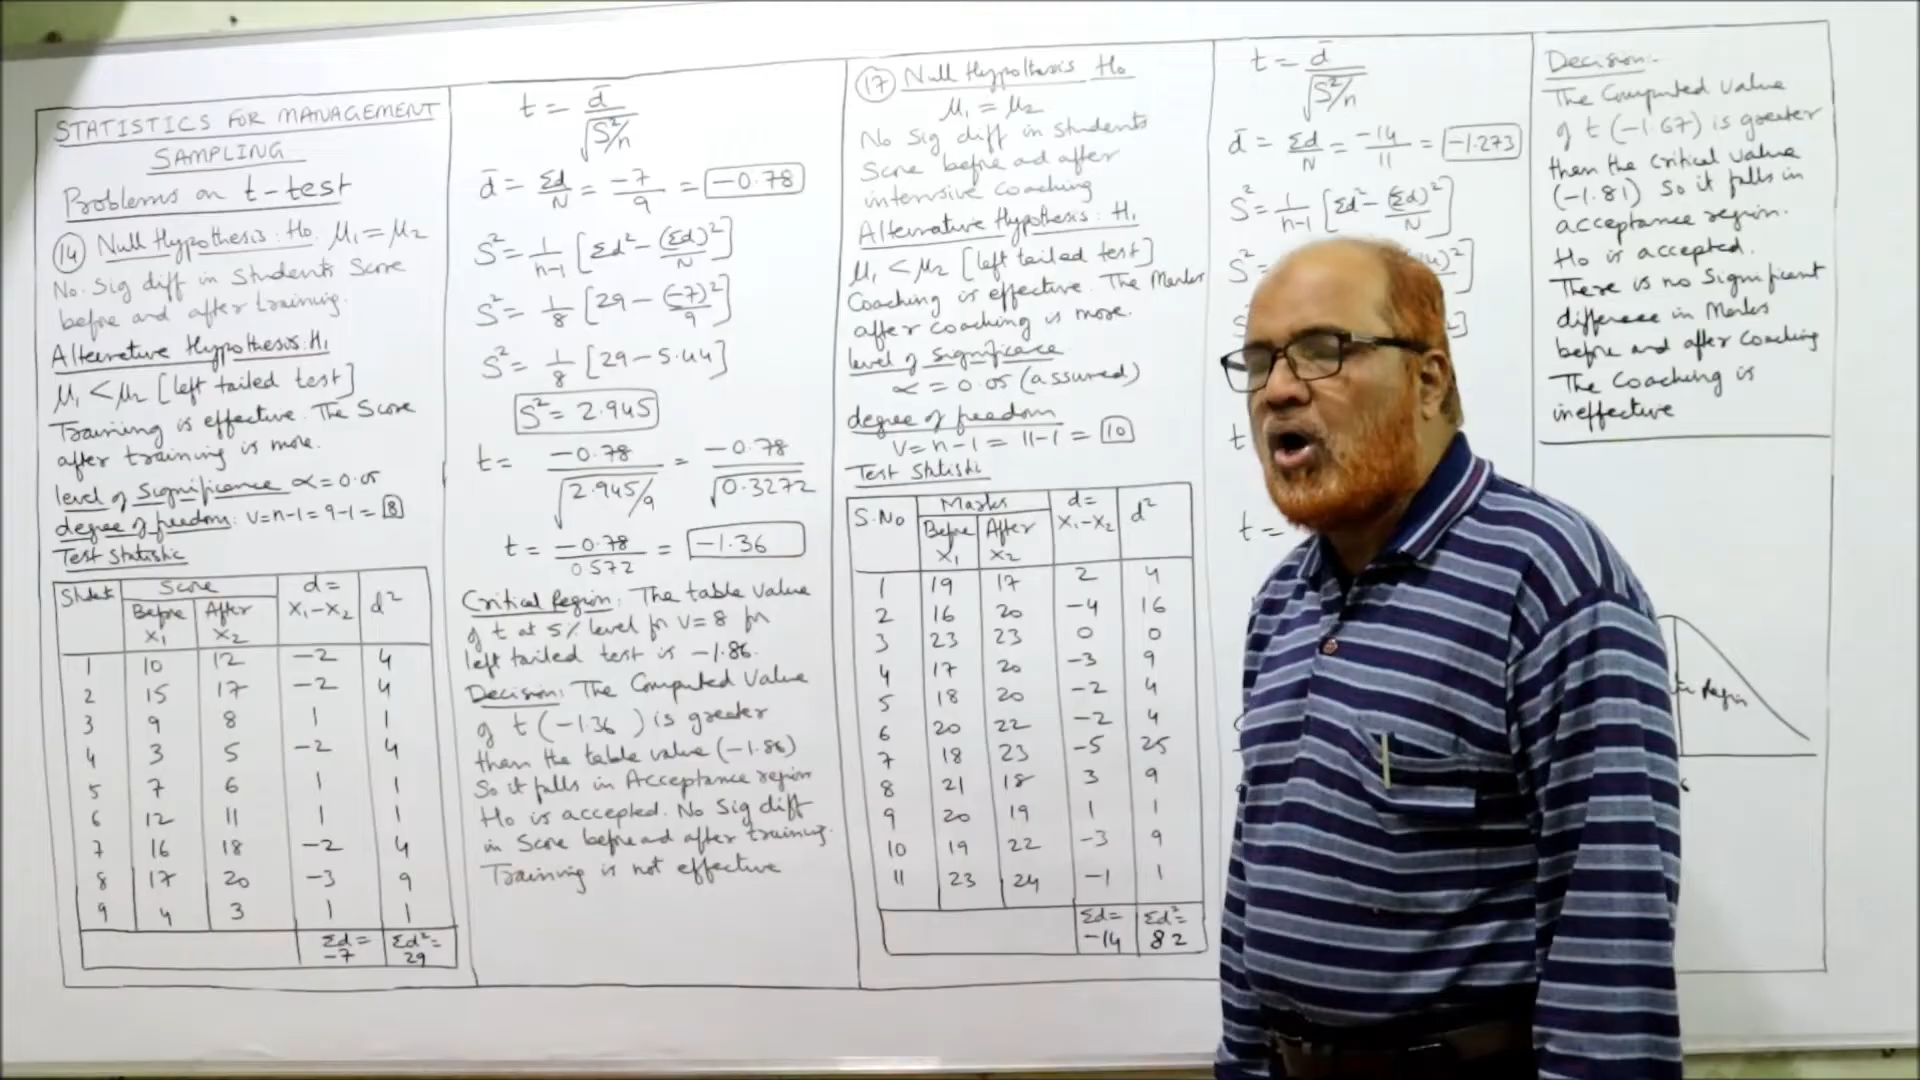 STATISTICS FOR MANAGEMENT
SAMPLING
Problems on t-test
(14) Null Hypothesis: H₀. μ₁ = μ₂
No. Sig diff in Students Score
before and after training.
Alternative Hypothesis: H₁
μ₁ < μ₂ [left tailed test]
Training is effective. The Score
after training is more.
level of Significance α = 0.05
degree of freedom: V = n-1 = 9-1 = 8
Test Statistic
Studt Score d = d²
Before After X₁-X₂
X₁ X₂
1 10 12 -2 4
2 15 17 -2 4
3 9 8 1 1
4 3 5 -2 4
5 7 6 1 1
6 12 11 1 1
7 16 18 -2 4
8 17 20 -3 9
9 4 3 1 1
Σd = -7 Σd² = 29
t = d̄ / √(S²/n)
d̄ = Σd/N = -7/9 = -0.78
S² = 1/(n-1) [Σd² - (Σd)²/N]
S² = 1/8 [29 - (-7)²/9]
S² = 1/8 [29 - 5.44]
S² = 2.945
t = -0.78 / √(2.945/9) = -0.78 / √0.3272
t = -0.78 / 0.572 = -1.36
Critical Region: The table value
of t at 5% level for V = 8 for
left tailed test is -1.86.
Decision: The Computed Value
of t (-1.36) is greater
than the table value (-1.86)
So it falls in Acceptance region
H₀ is accepted. No Sig diff
in Score before and after training.
Training is not effective
(17) Null Hypothesis H₀
μ₁ = μ₂
No Sig diff in Students
Score before and after
intensive coaching
Alternative Hypothesis: H₁
μ₁ < μ₂ [left tailed test]
Coaching is effective. The Marks
after coaching is more.
level of significance
α = 0.05 (assured)
degree of freedom
V = n-1 = 11-1 = 10
Test Statisti
S.No Marks d = d²
Before After X₁-X₂
X₁ X₂
1 19 17 2 4
2 16 20 -4 16
3 23 23 0 0
4 17 20 -3 9
5 18 20 -2 4
6 20 22 -2 4
7 18 23 -5 25
8 21 18 3 9
9 20 19 1 1
10 19 22 -3 9
11 23 24 -1 1
Σd = -14 Σd² = 82
t = d̄ / √(S²/n)
d̄ = Σd/N = -14/11 = -1.273
S² = 1/(n-1) [Σd² - (Σd)²/N]
S² =
t
t =
Decision:-
The Computed Value
of t (-1.67) is greater
than the critical value
(-1.81) So it falls in
acceptance region.
H₀ is accepted.
There is no Significant
difference in Marks
before and after coaching
The Coaching is
ineffective
Region